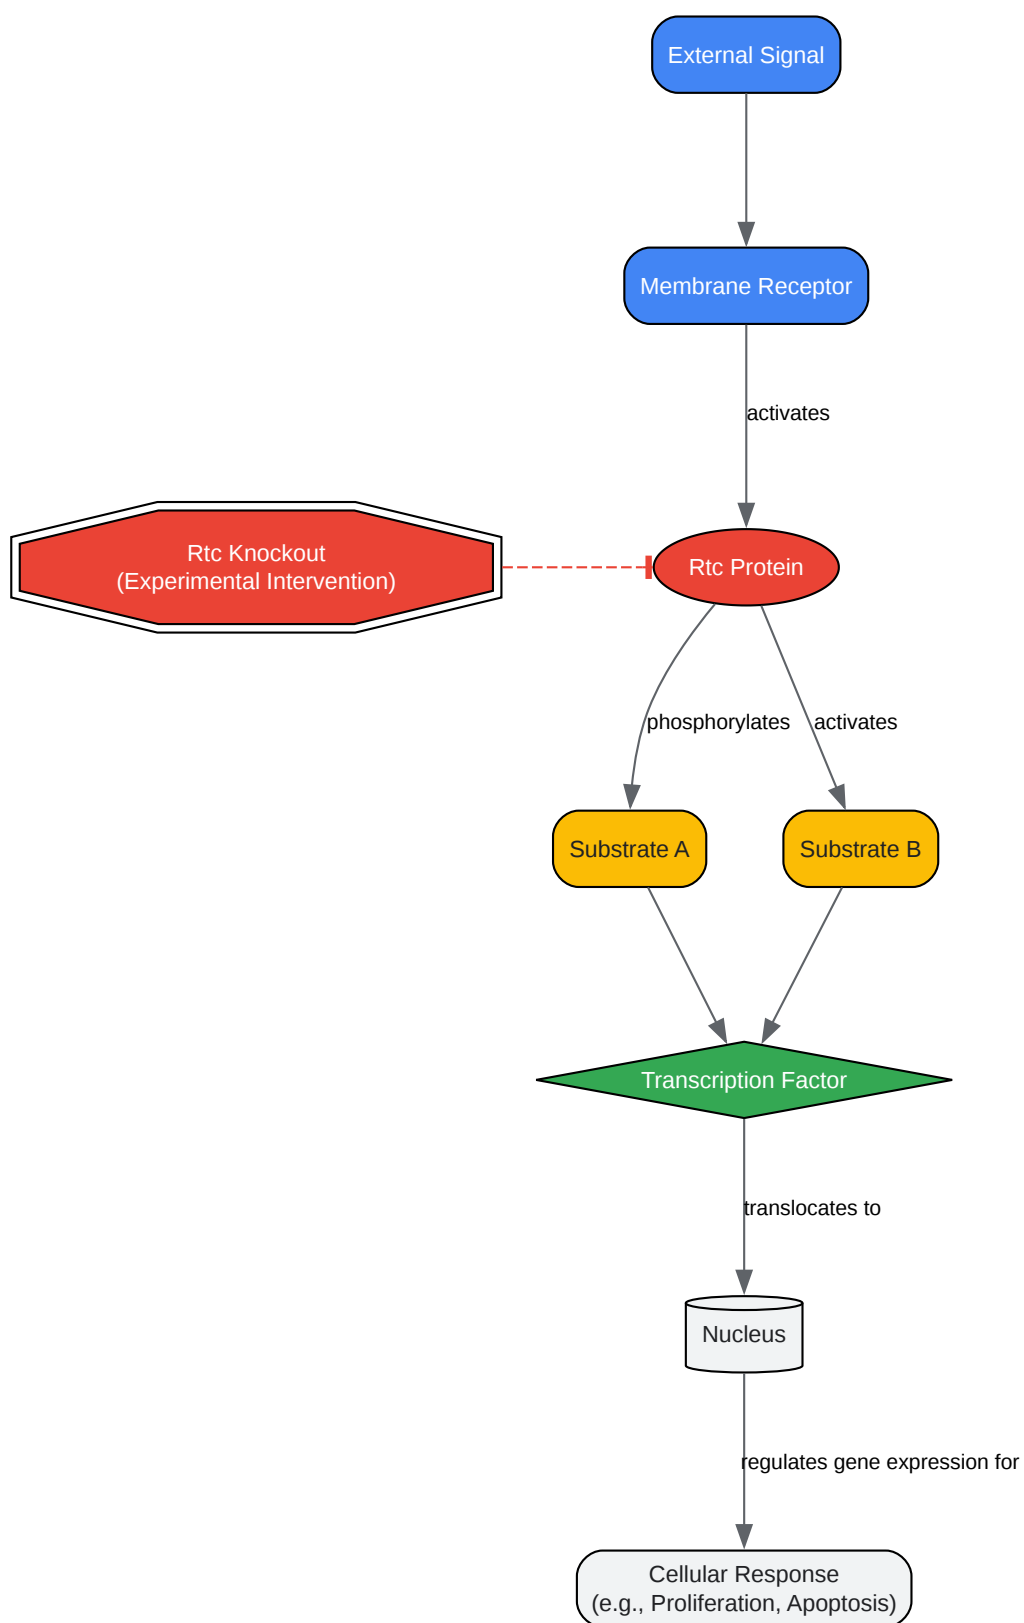 External Signal
Membrane Receptor
activates
Rtc Knockout
(Experimental Intervention)
Rtc Protein
phosphorylates
activates
Substrate A
Substrate B
Transcription Factor
translocates to
Nucleus
regulates gene expression for
Cellular Response
(e.g., Proliferation, Apoptosis)